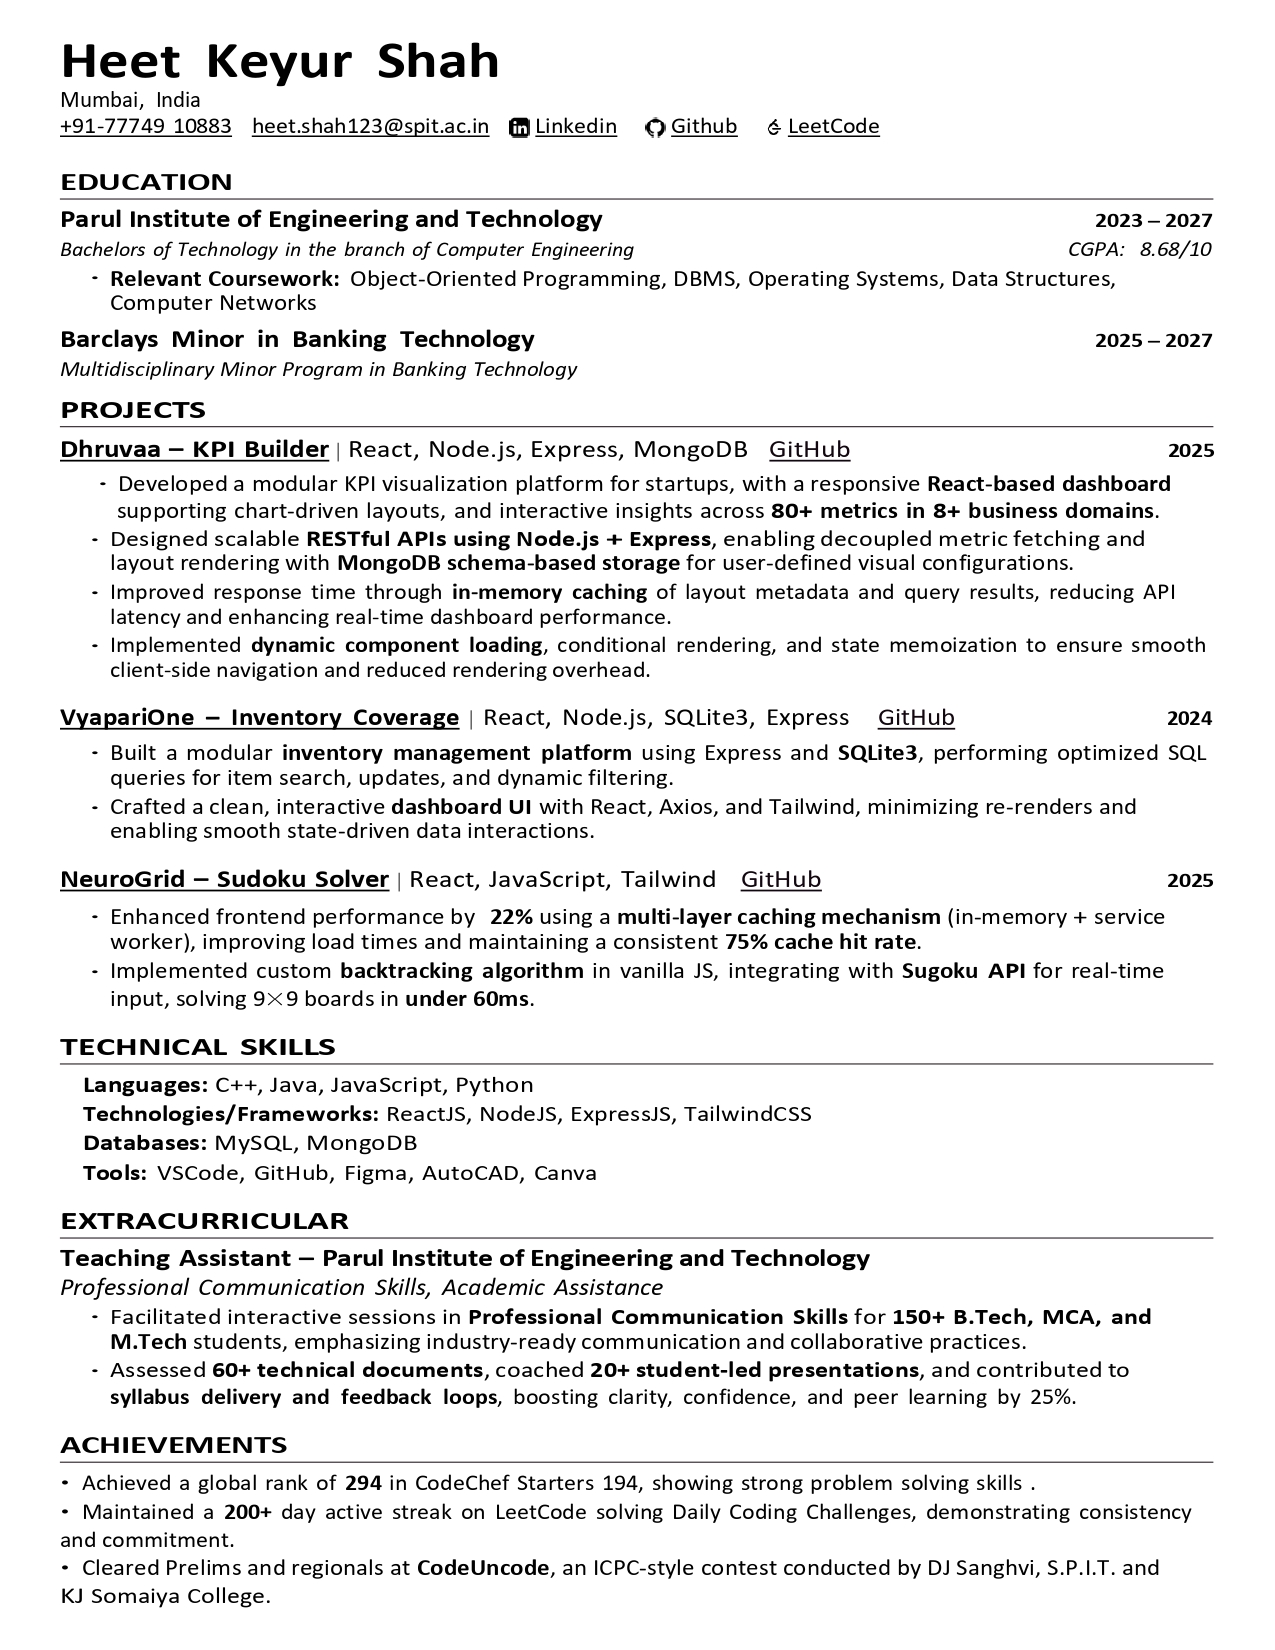 Heet Keyur Shah
Mumbai, India
+91-77749 10883 heet.shah123@spit.ac.in Linkedin Github LeetCode
EDUCATION
Parul Institute of Engineering and Technology 2023 – 2027
Bachelors of Technology in the branch of Computer Engineering CGPA: 8.68/10
- Relevant Coursework: Object-Oriented Programming, DBMS, Operating Systems, Data Structures,
Computer Networks
Barclays Minor in Banking Technology 2025 – 2027
Multidisciplinary Minor Program in Banking Technology
PROJECTS
Dhruvaa – KPI Builder | React, Node.js, Express, MongoDB GitHub 2025
- Developed a modular KPI visualization platform for startups, with a responsive React-based dashboard
supporting chart-driven layouts, and interactive insights across 80+ metrics in 8+ business domains.
- Designed scalable RESTful APIs using Node.js + Express, enabling decoupled metric fetching and
layout rendering with MongoDB schema-based storage for user-defined visual configurations.
- Improved response time through in-memory caching of layout metadata and query results, reducing API
latency and enhancing real-time dashboard performance.
- Implemented dynamic component loading, conditional rendering, and state memoization to ensure smooth
client-side navigation and reduced rendering overhead.
VyapariOne – Inventory Coverage | React, Node.js, SQLite3, Express GitHub 2024
- Built a modular inventory management platform using Express and SQLite3, performing optimized SQL
queries for item search, updates, and dynamic filtering.
- Crafted a clean, interactive dashboard UI with React, Axios, and Tailwind, minimizing re-renders and
enabling smooth state-driven data interactions.
NeuroGrid – Sudoku Solver | React, JavaScript, Tailwind GitHub 2025
- Enhanced frontend performance by 22% using a multi-layer caching mechanism (in-memory + service
worker), improving load times and maintaining a consistent 75% cache hit rate.
- Implemented custom backtracking algorithm in vanilla JS, integrating with Sugoku API for real-time
input, solving 9×9 boards in under 60ms.
TECHNICAL SKILLS
Languages: C++, Java, JavaScript, Python
Technologies/Frameworks: ReactJS, NodeJS, ExpressJS, TailwindCSS
Databases: MySQL, MongoDB
Tools: VSCode, GitHub, Figma, AutoCAD, Canva
EXTRACURRICULAR
Teaching Assistant – Parul Institute of Engineering and Technology
Professional Communication Skills, Academic Assistance
- Facilitated interactive sessions in Professional Communication Skills for 150+ B.Tech, MCA, and
M.Tech students, emphasizing industry-ready communication and collaborative practices.
- Assessed 60+ technical documents, coached 20+ student-led presentations, and contributed to
syllabus delivery and feedback loops, boosting clarity, confidence, and peer learning by 25%.
ACHIEVEMENTS
• Achieved a global rank of 294 in CodeChef Starters 194, showing strong problem solving skills .
• Maintained a 200+ day active streak on LeetCode solving Daily Coding Challenges, demonstrating consistency
and commitment.
• Cleared Prelims and regionals at CodeUncode, an ICPC-style contest conducted by DJ Sanghvi, S.P.I.T. and
KJ Somaiya College.